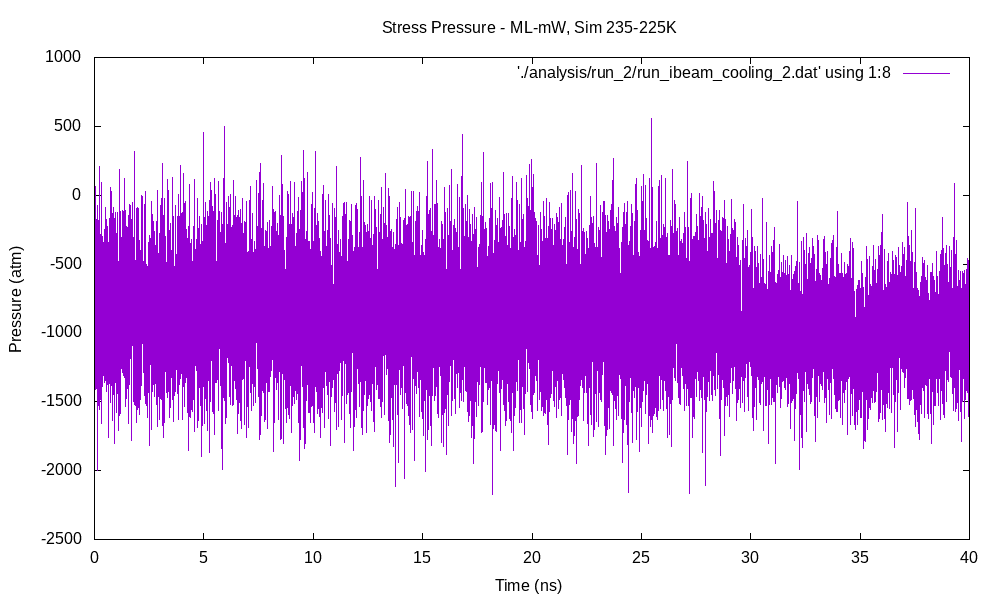 Stress Pressure - ML-mW, Sim 235-225K
'./analysis/run_2/run_ibeam_cooling_2.dat' using 1:8
1000
500
0
-500
-1000
-1500
-2000
-2500
Pressure (atm)
0 5 10 15 20 25 30 35 40
Time (ns)